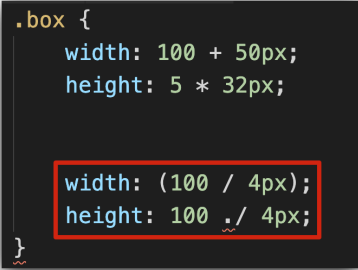 .box {
width: 100 + 50px;
height: 5 * 32px;
width: (100 / 4px);
height: 100 ./ 4px;
}